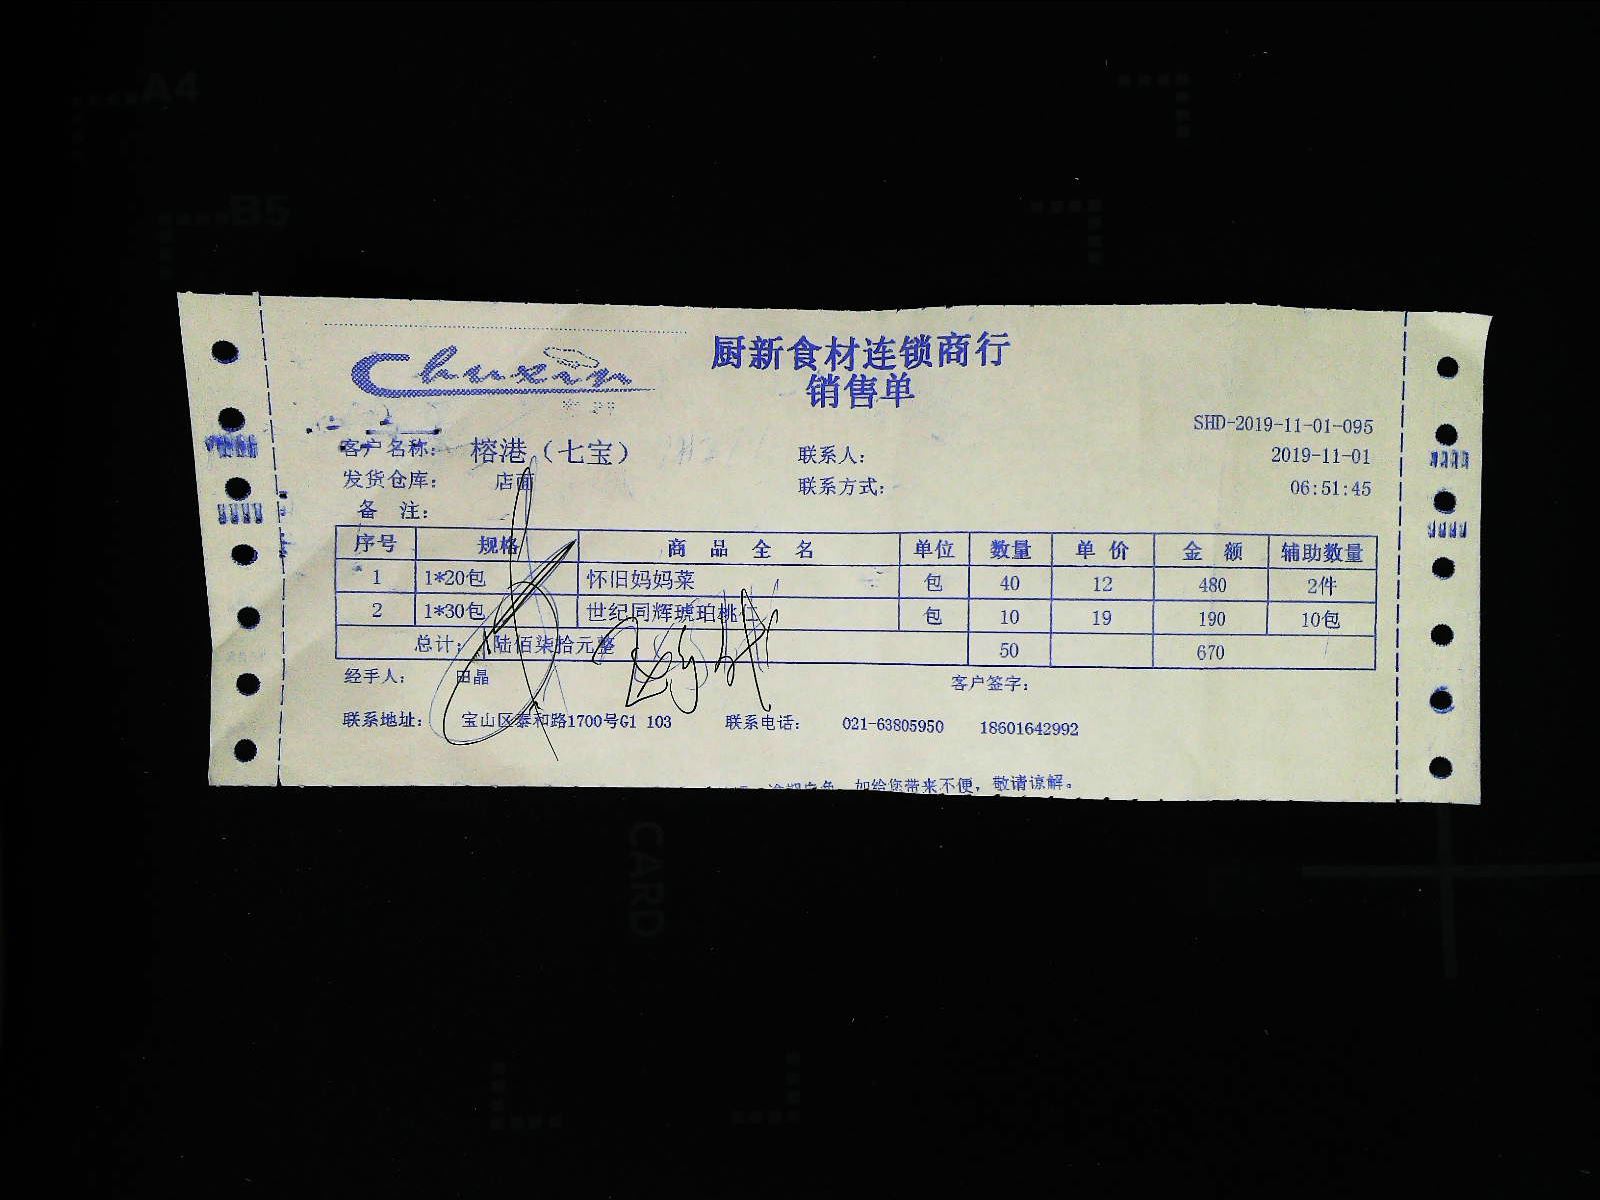 A4
B5
Chuxin
厨新食材连锁商行
销售单
SHD-2019-11-01-095
客户名称: 榕港（七宝） 联系人: 2019-11-01
发货仓库: 店面 联系方式: 06:51:45
备 注:
序号 规格 商 品 全 名 单位 数量 单 价 金 额 辅助数量
1 1*20包 怀旧妈妈菜 包 40 12 480 2件
2 1*30包 世纪同辉琥珀桃仁 包 10 19 190 10包
总计: 陆佰柒拾元整 50 670
经手人: 田晶 客户签字:
联系地址: 宝山区泰和路1700号G1 103 联系电话: 021-63805950 18601642992
如给您带来不便，敬请谅解。
CARD